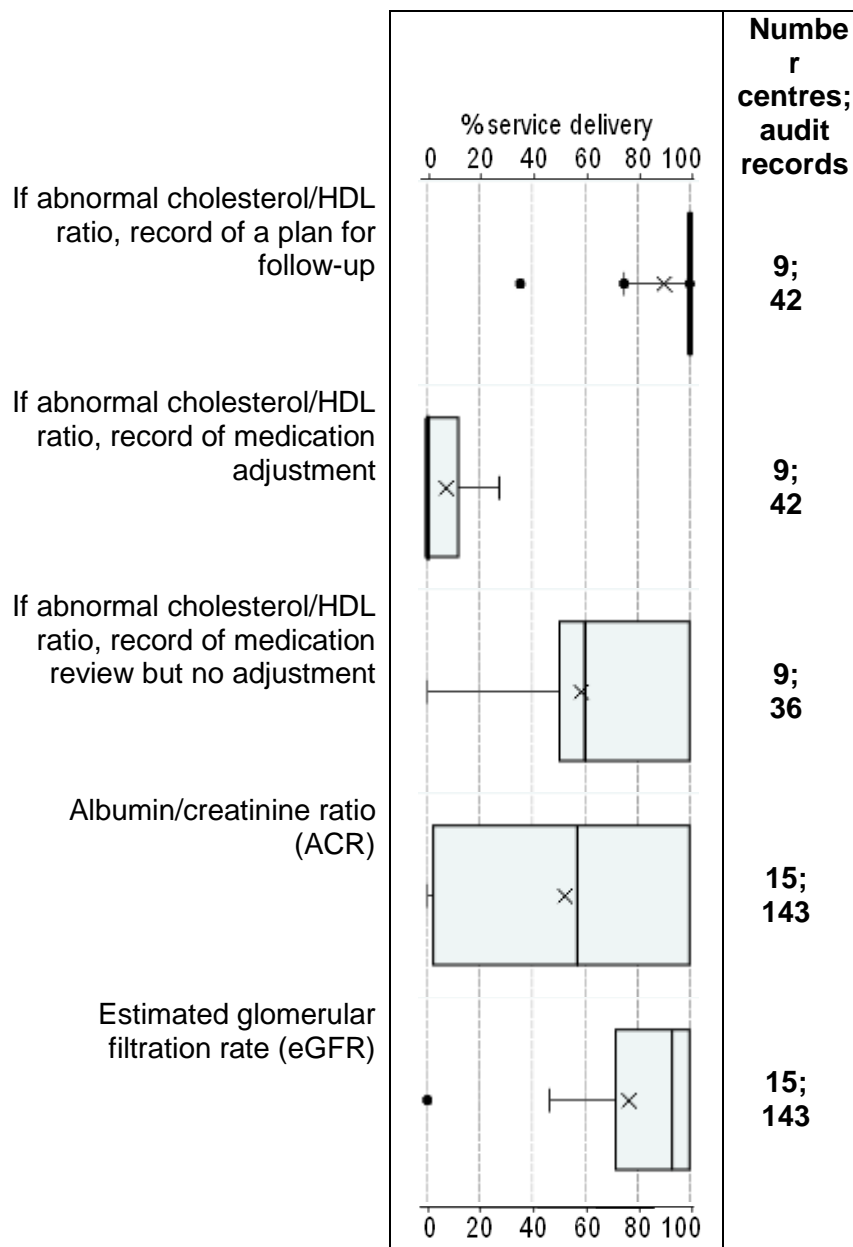 Numbe
r
centres;
audit
records
% service delivery
0 20 40 60 80 100
If abnormal cholesterol/HDL
ratio, record of a plan for
follow-up
9;
42
If abnormal cholesterol/HDL
ratio, record of medication
adjustment
9;
42
If abnormal cholesterol/HDL
ratio, record of medication
review but no adjustment
9;
36
Albumin/creatinine ratio
(ACR)
15;
143
Estimated glomerular
filtration rate (eGFR)
15;
143
0 20 40 60 80 100